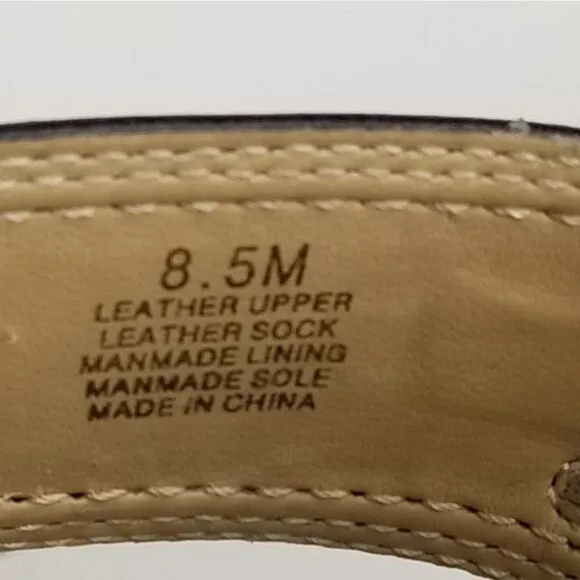 8.5M
LEATHER UPPER
LEATHER SOCK
MANMADE LINING
MANMADE SOLE
MADE IN CHINA